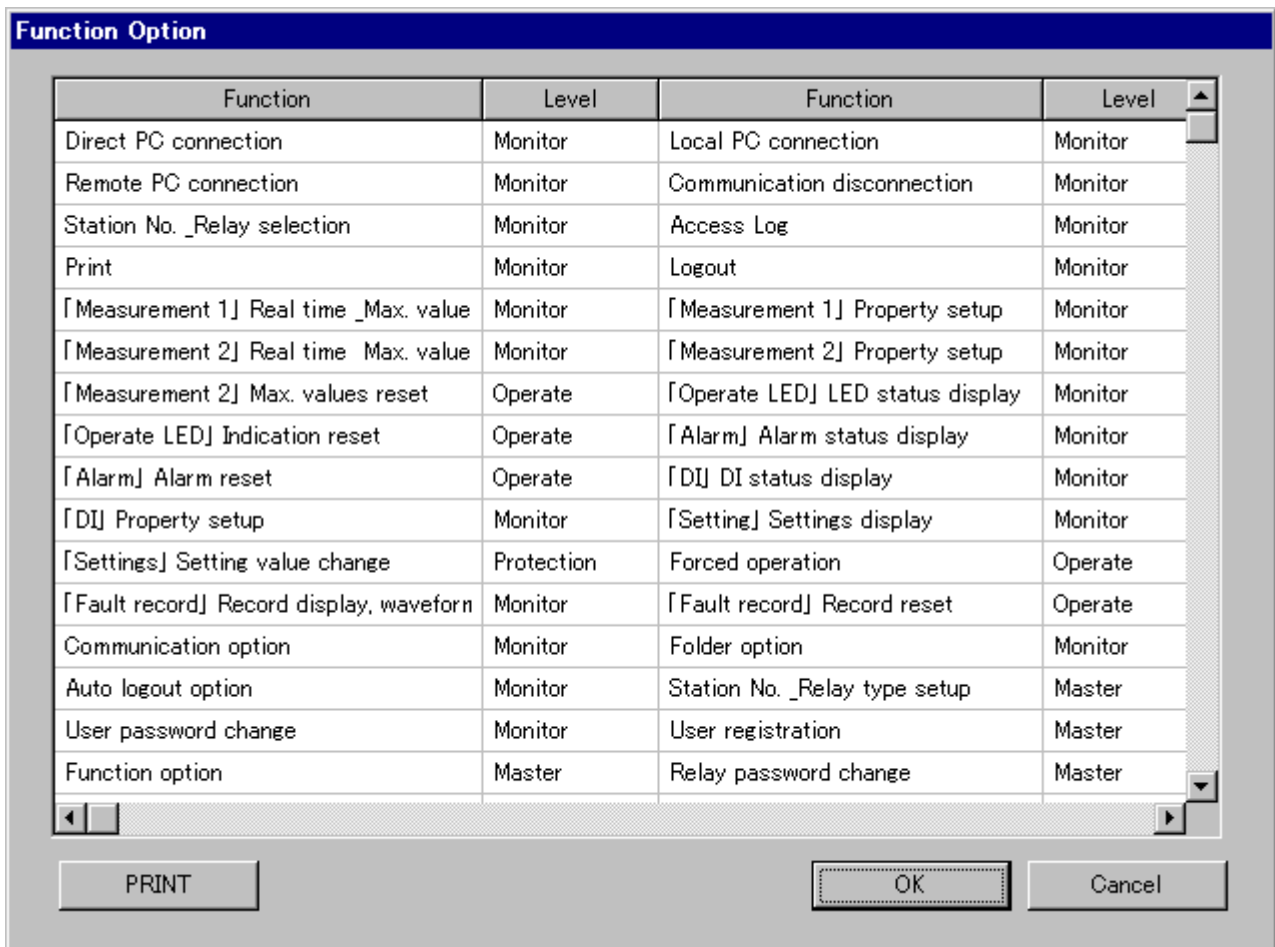 Function Option
Function Level Function Level
Direct PC connection Monitor Local PC connection Monitor
Remote PC connection Monitor Communication disconnection Monitor
Station No. _Relay selection Monitor Access Log Monitor
Print Monitor Logout Monitor
「Measurement 1」 Real time _Max. value Monitor 「Measurement 1」 Property setup Monitor
「Measurement 2」 Real time Max. value Monitor 「Measurement 2」 Property setup Monitor
「Measurement 2」 Max. values reset Operate 「Operate LED」 LED status display Monitor
「Operate LED」 Indication reset Operate 「Alarm」 Alarm status display Monitor
「Alarm」 Alarm reset Operate 「DI」 DI status display Monitor
「DI」 Property setup Monitor 「Setting」 Settings display Monitor
「Settings」 Setting value change Protection Forced operation Operate
「Fault record」 Record display, waveforn Monitor 「Fault record」 Record reset Operate
Communication option Monitor Folder option Monitor
Auto logout option Monitor Station No. _Relay type setup Master
User password change Monitor User registration Master
Function option Master Relay password change Master
PRINT OK Cancel